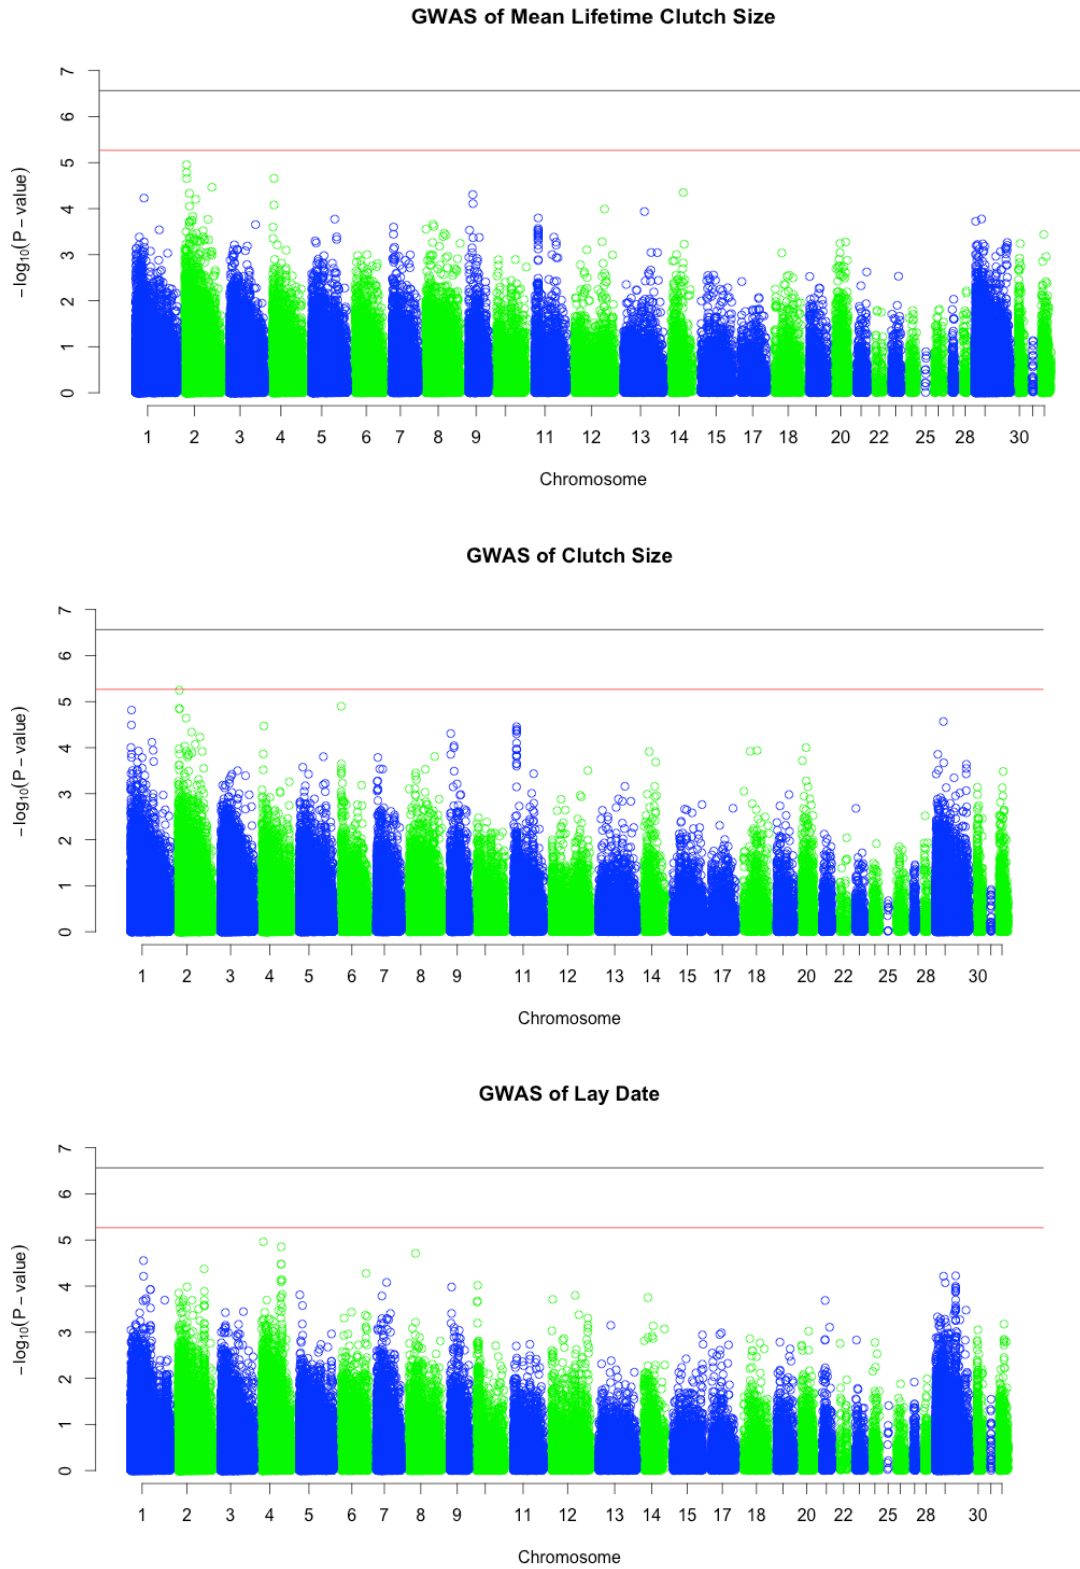 GWAS of Mean Lifetime Clutch Size
−log10(P − value)
7
6
5
4
3
2
1
0
1 2 3 4 5 6 7 8 9 11 12 13 14 15 17 18 20 22 25 28 30
Chromosome
GWAS of Clutch Size
−log10(P − value)
7
6
5
4
3
2
1
0
1 2 3 4 5 6 7 8 9 11 12 13 14 15 17 18 20 22 25 28 30
Chromosome
GWAS of Lay Date
−log10(P − value)
7
6
5
4
3
2
1
0
1 2 3 4 5 6 7 8 9 11 12 13 14 15 17 18 20 22 25 28 30
Chromosome